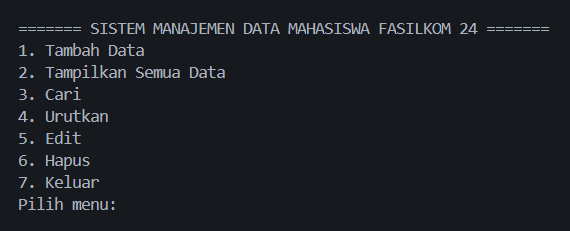 ======= SISTEM MANAJEMEN DATA MAHASISWA FASILKOM 24 =======
1. Tambah Data
2. Tampilkan Semua Data
3. Cari
4. Urutkan
5. Edit
6. Hapus
7. Keluar
Pilih menu: